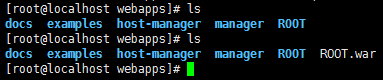 [root@localhost webapps]# ls
docs  examples  host-manager  manager  ROOT
[root@localhost webapps]# ls
docs  examples  host-manager  manager  ROOT  ROOT.war
[root@localhost webapps]#